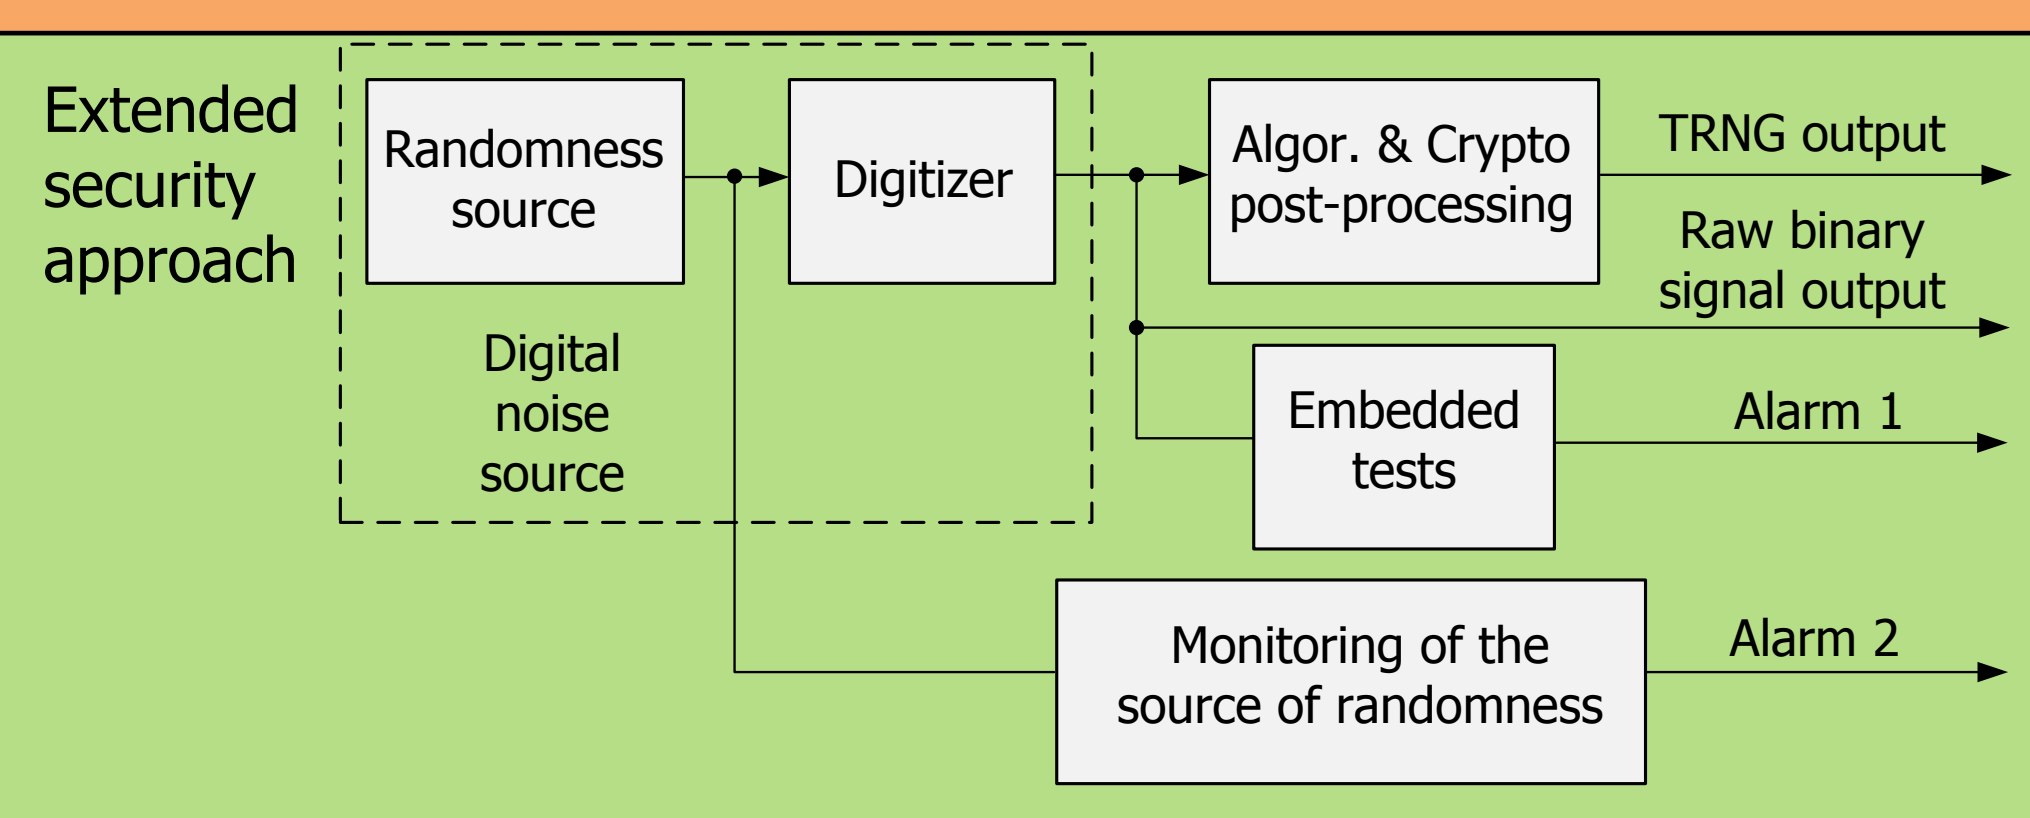 Extended
security
approach
Randomness
source
Digitizer
Digital
noise
source
Algor. & Crypto
post-processing
TRNG output
Raw binary
signal output
Embedded
tests
Alarm 1
Monitoring of the
source of randomness
Alarm 2